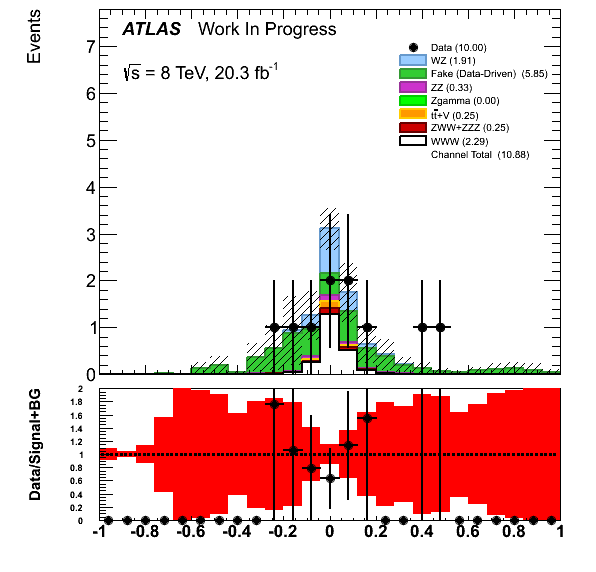 Events
ATLAS Work In Progress
√s = 8 TeV, 20.3 fb-1
Data (10.00)
WZ (1.91)
Fake (Data-Driven) (5.85)
ZZ (0.33)
Zgamma (0.00)
tt̄+V (0.25)
ZWW+ZZZ (0.25)
WWW (2.29)
Channel Total (10.88)
7
6
5
4
3
2
1
0
Data/Signal+BG
2
1.8
1.6
1.4
1.2
1
0.8
0.6
0.4
0.2
0
-1 -0.8 -0.6 -0.4 -0.2 0 0.2 0.4 0.6 0.8 1